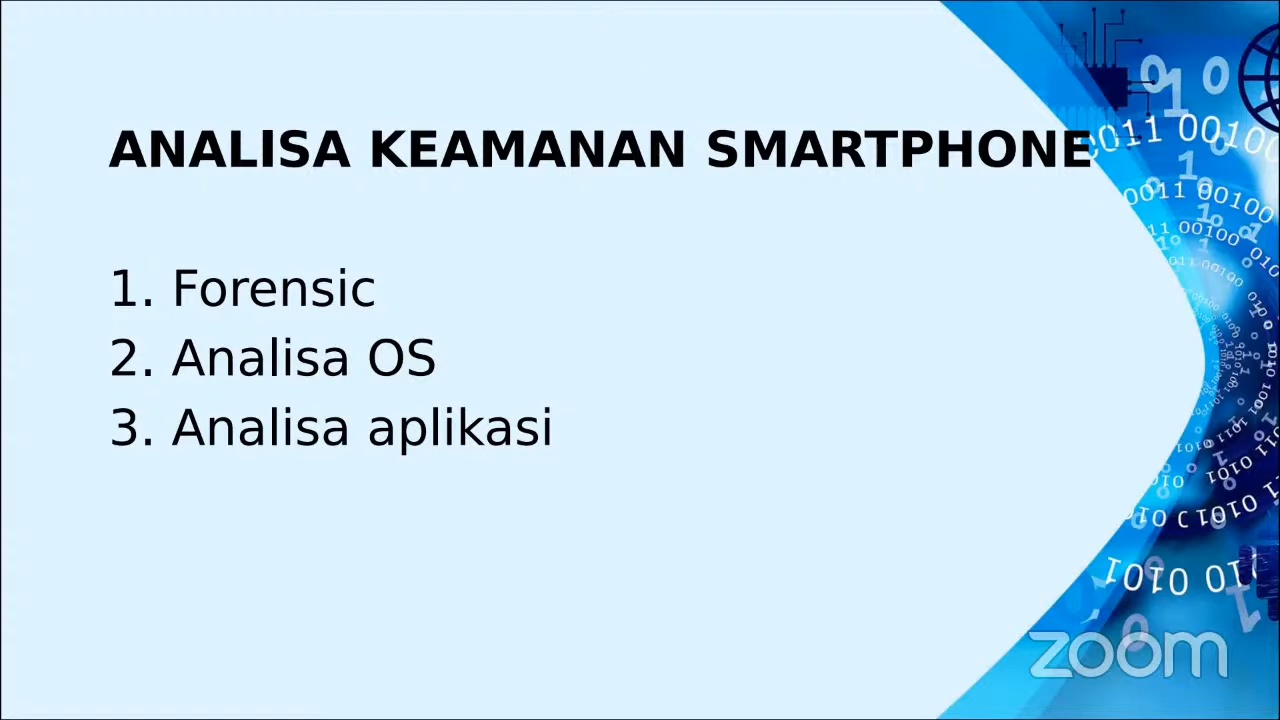 ANALISA KEAMANAN SMARTPHONE
1. Forensic
2. Analisa OS
3. Analisa aplikasi
zoom